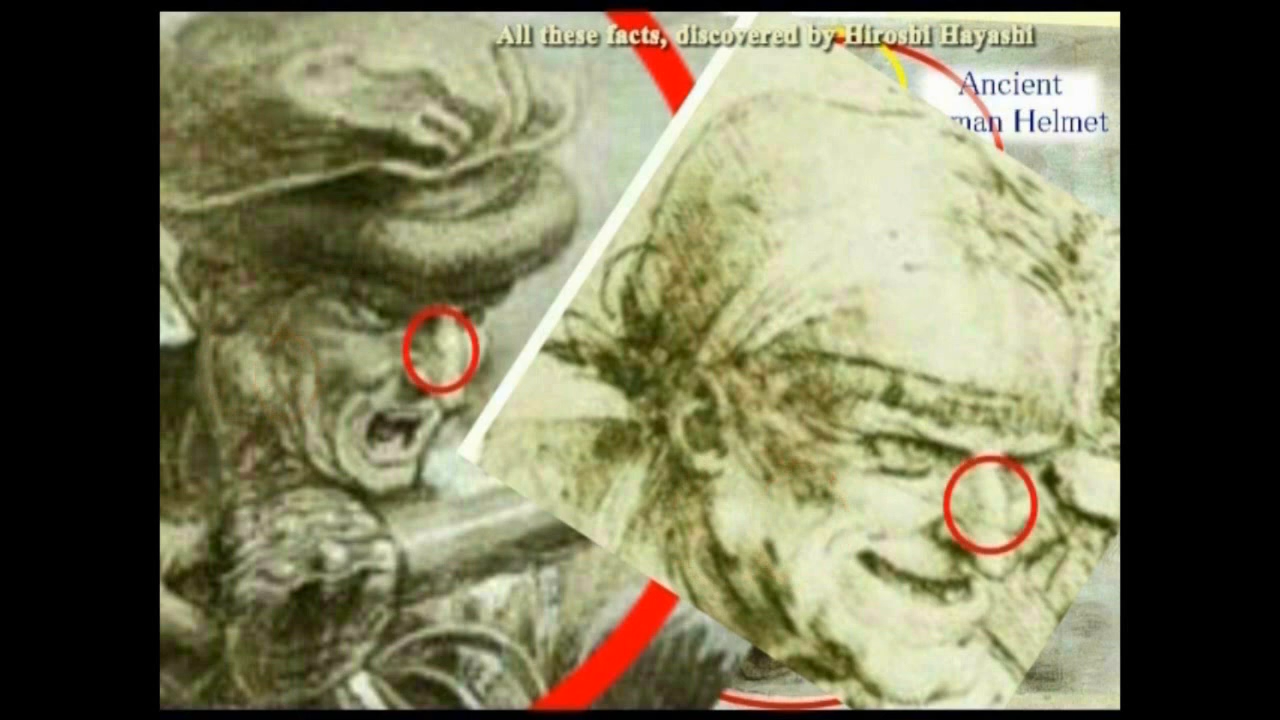 All these facts, discovered by Hiroshi Hayashi
Ancient
man Helmet